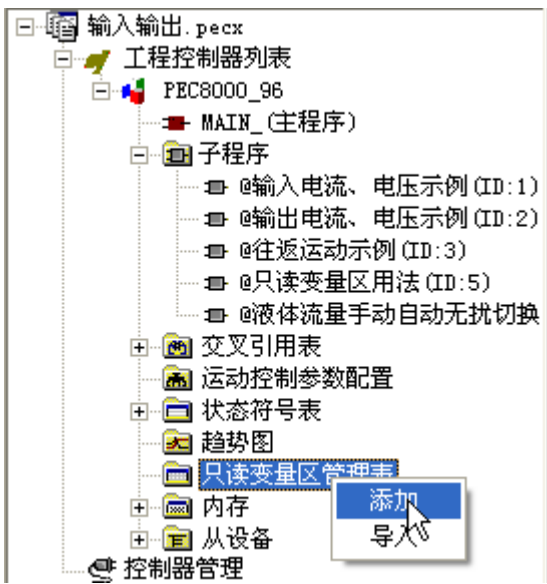 输入输出.pecx
工程控制器列表
PEC8000_96
MAIN_(主程序)
子程序
@输入电流、电压示例(ID:1)
@输出电流、电压示例(ID:2)
@往返运动示例(ID:3)
@只读变量区用法(ID:5)
@液体流量手动自动无扰切换
交叉引用表
运动控制参数配置
状态符号表
趋势图
只读变量区管理表
添加
内存
导入
从设备
控制器管理